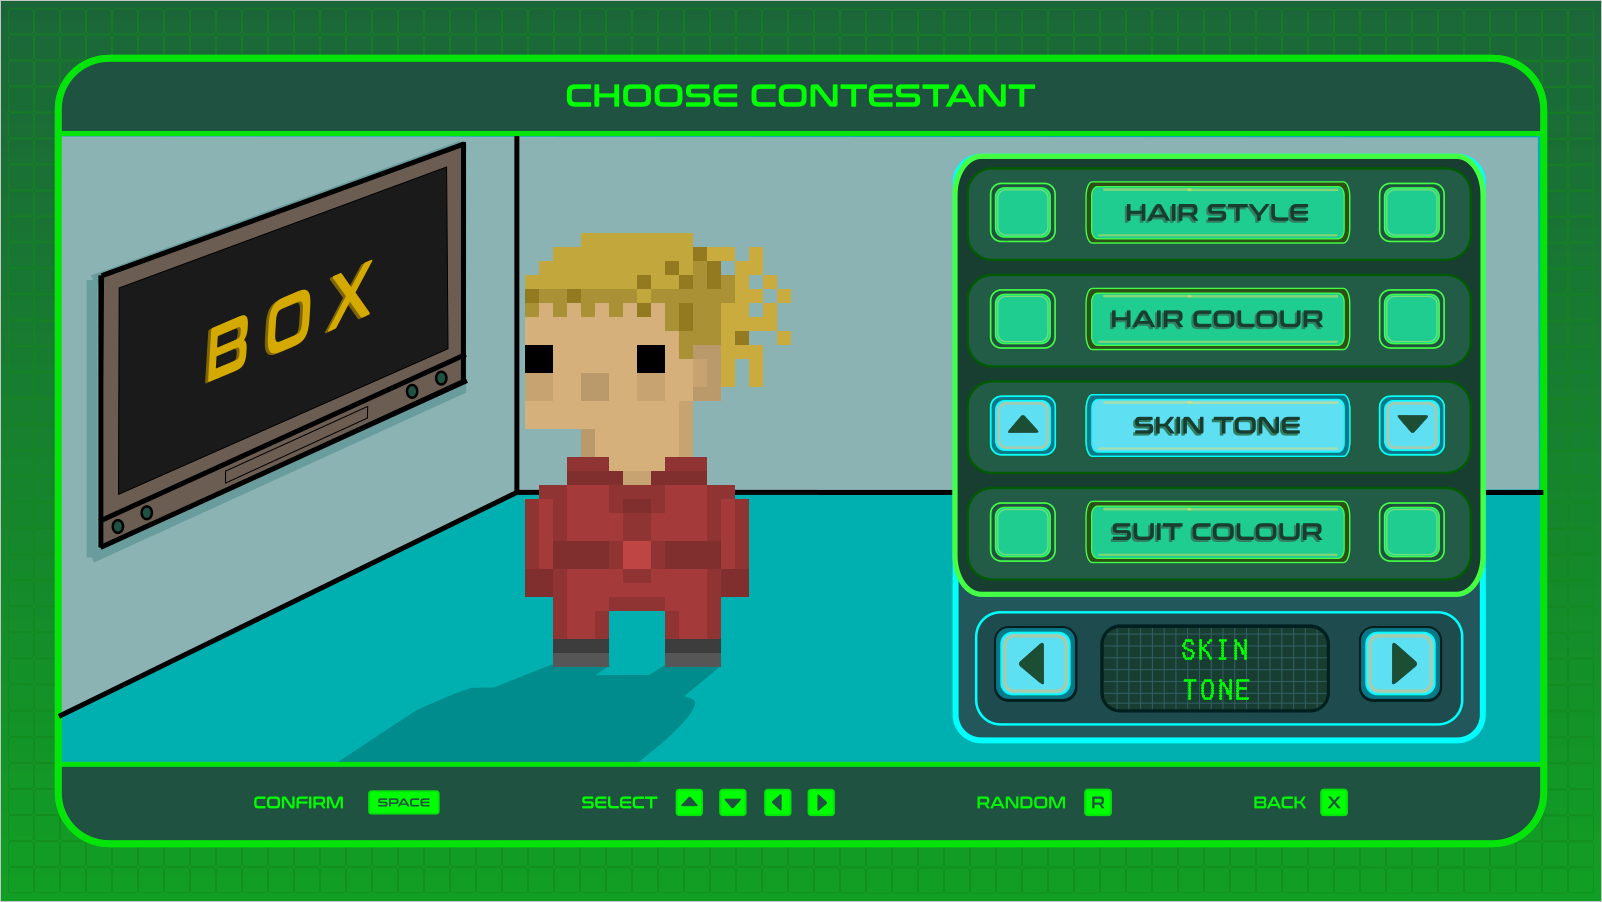 CHOOSE CONTESTANT
BOX
HAIR STYLE
HAIR COLOUR
SKIN TONE
SUIT COLOUR
SKIN
TONE
CONFIRM SPACE SELECT RANDOM R BACK X